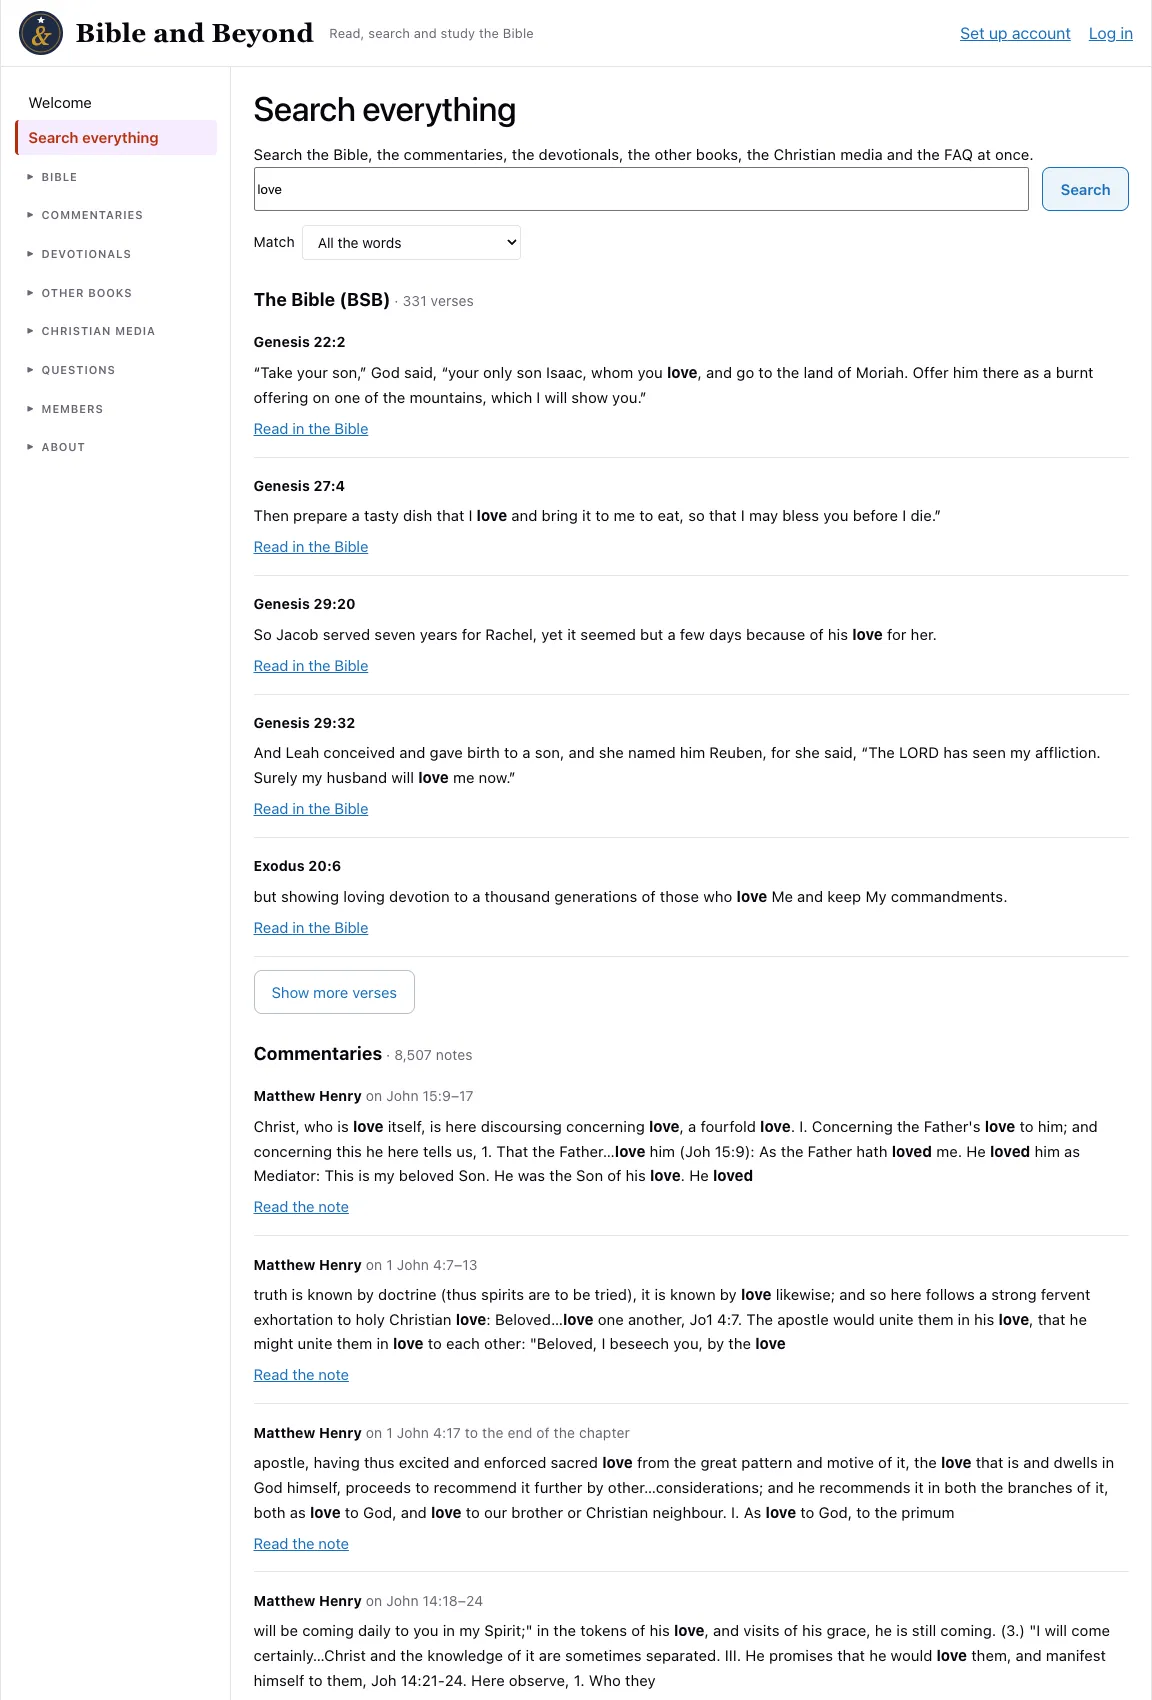 &
Bible and Beyond
Read, search and study the Bible
Set up account
Log in
Welcome
Search everything
BIBLE
COMMENTARIES
DEVOTIONALS
OTHER BOOKS
CHRISTIAN MEDIA
QUESTIONS
MEMBERS
ABOUT
Search everything
Search the Bible, the commentaries, the devotionals, the other books, the Christian media and the FAQ at once.
love
Search
Match
All the words
The Bible (BSB) · 331 verses
Genesis 22:2
“Take your son,” God said, “your only son Isaac, whom you love, and go to the land of Moriah. Offer him there as a burnt
offering on one of the mountains, which I will show you.”
Read in the Bible
Genesis 27:4
Then prepare a tasty dish that I love and bring it to me to eat, so that I may bless you before I die.”
Read in the Bible
Genesis 29:20
So Jacob served seven years for Rachel, yet it seemed but a few days because of his love for her.
Read in the Bible
Genesis 29:32
And Leah conceived and gave birth to a son, and she named him Reuben, for she said, “The LORD has seen my affliction.
Surely my husband will love me now.”
Read in the Bible
Exodus 20:6
but showing loving devotion to a thousand generations of those who love Me and keep My commandments.
Read in the Bible
Show more verses
Commentaries · 8,507 notes
Matthew Henry on John 15:9–17
Christ, who is love itself, is here discoursing concerning love, a fourfold love. I. Concerning the Father's love to him; and
concerning this he here tells us, 1. That the Father…love him (Joh 15:9): As the Father hath loved me. He loved him as
Mediator: This is my beloved Son. He was the Son of his love. He loved
Read the note
Matthew Henry on 1 John 4:7–13
truth is known by doctrine (thus spirits are to be tried), it is known by love likewise; and so here follows a strong fervent
exhortation to holy Christian love: Beloved…love one another, Jo1 4:7. The apostle would unite them in his love, that he
might unite them in love to each other: "Beloved, I beseech you, by the love
Read the note
Matthew Henry on 1 John 4:17 to the end of the chapter
apostle, having thus excited and enforced sacred love from the great pattern and motive of it, the love that is and dwells in
God himself, proceeds to recommend it further by other…considerations; and he recommends it in both the branches of it,
both as love to God, and love to our brother or Christian neighbour. I. As love to God, to the primum
Read the note
Matthew Henry on John 14:18–24
will be coming daily to you in my Spirit;" in the tokens of his love, and visits of his grace, he is still coming. (3.) "I will come
certainly…Christ and the knowledge of it are sometimes separated. III. He promises that he would love them, and manifest
himself to them, Joh 14:21-24. Here observe, 1. Who they